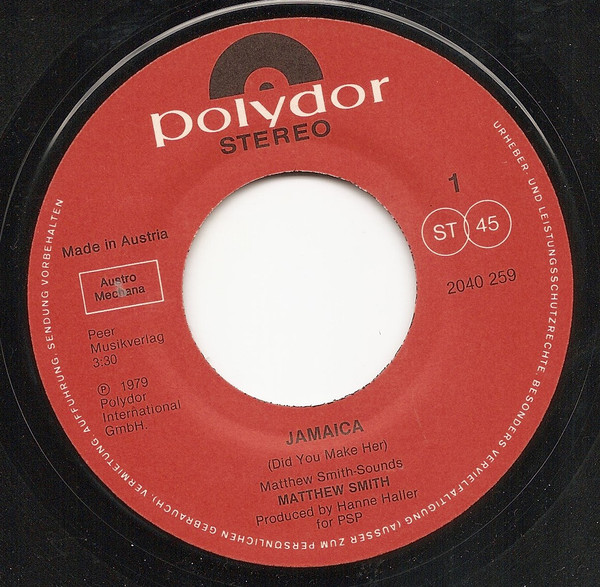 polydor
STEREO
1
ST 45
2040 259
Made in Austria
Austro
Mechana
Peer
Musikverlag
3:30
Ⓟ 1979
Polydor
International
GmbH.
JAMAICA
(Did You Make Her)
Matthew Smith-Sounds
MATTHEW SMITH
Produced by Hanne Haller
for PSP
URHEBER- UND LEISTUNGSSCHUTZRECHTE, BESONDERS VERVIELFÄLTIGUNG (AUSSER ZUM PERSÖNLICHEN GEBRAUCH), VERMIETUNG, AUFFÜHRUNG, SENDUNG VORBEHALTEN